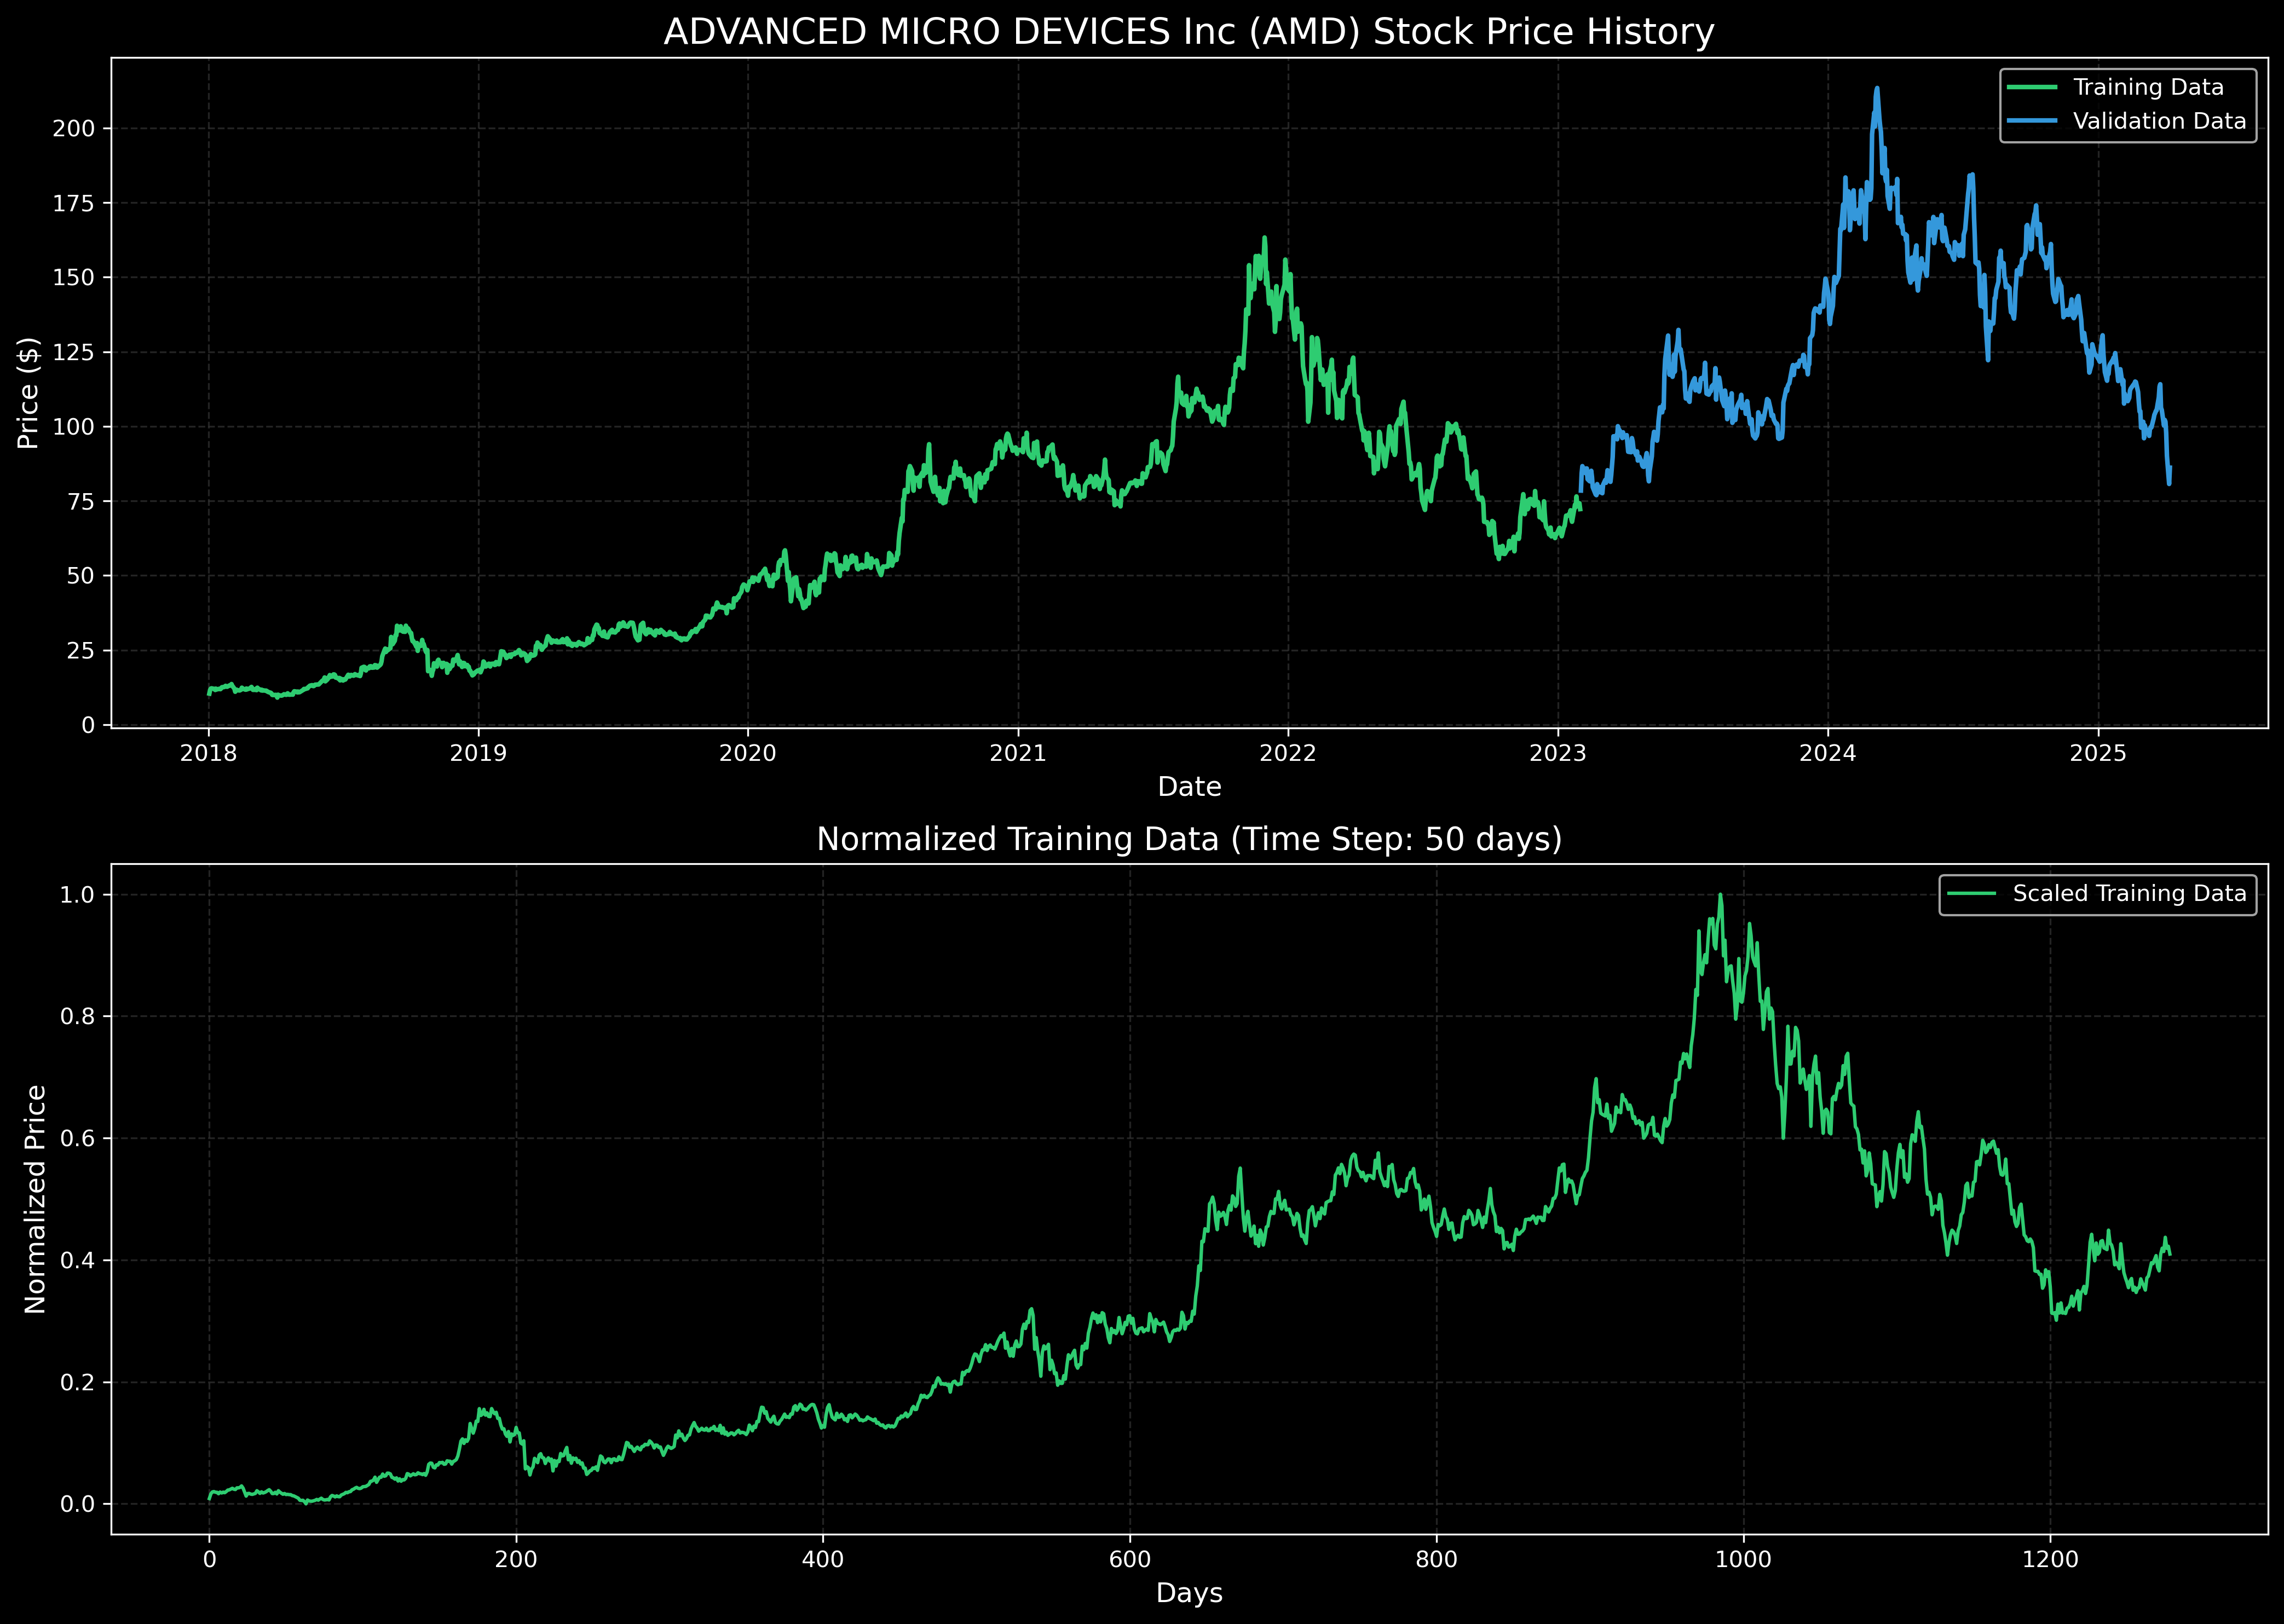 ADVANCED MICRO DEVICES Inc (AMD) Stock Price History
Training Data
Validation Data
Price ($)
200
175
150
125
100
75
50
25
0
2018 2019 2020 2021 2022 2023 2024 2025
Date
Normalized Training Data (Time Step: 50 days)
Scaled Training Data
Normalized Price
1.0
0.8
0.6
0.4
0.2
0.0
0 200 400 600 800 1000 1200
Days